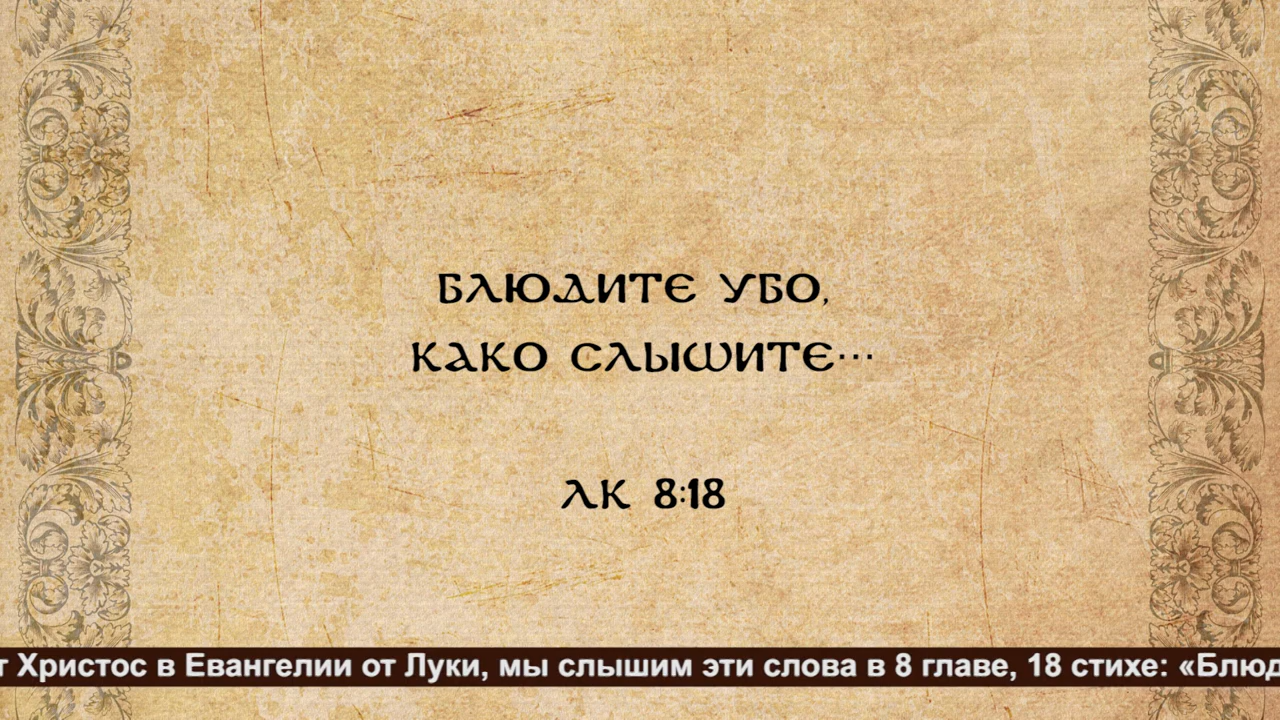 БЛЮДИТЕ УБО,
КАКО СЛЫШИТЕ...
ЛК 8:18
т Христос в Евангелии от Луки, мы слышим эти слова в 8 главе, 18 стихе: «Блюд